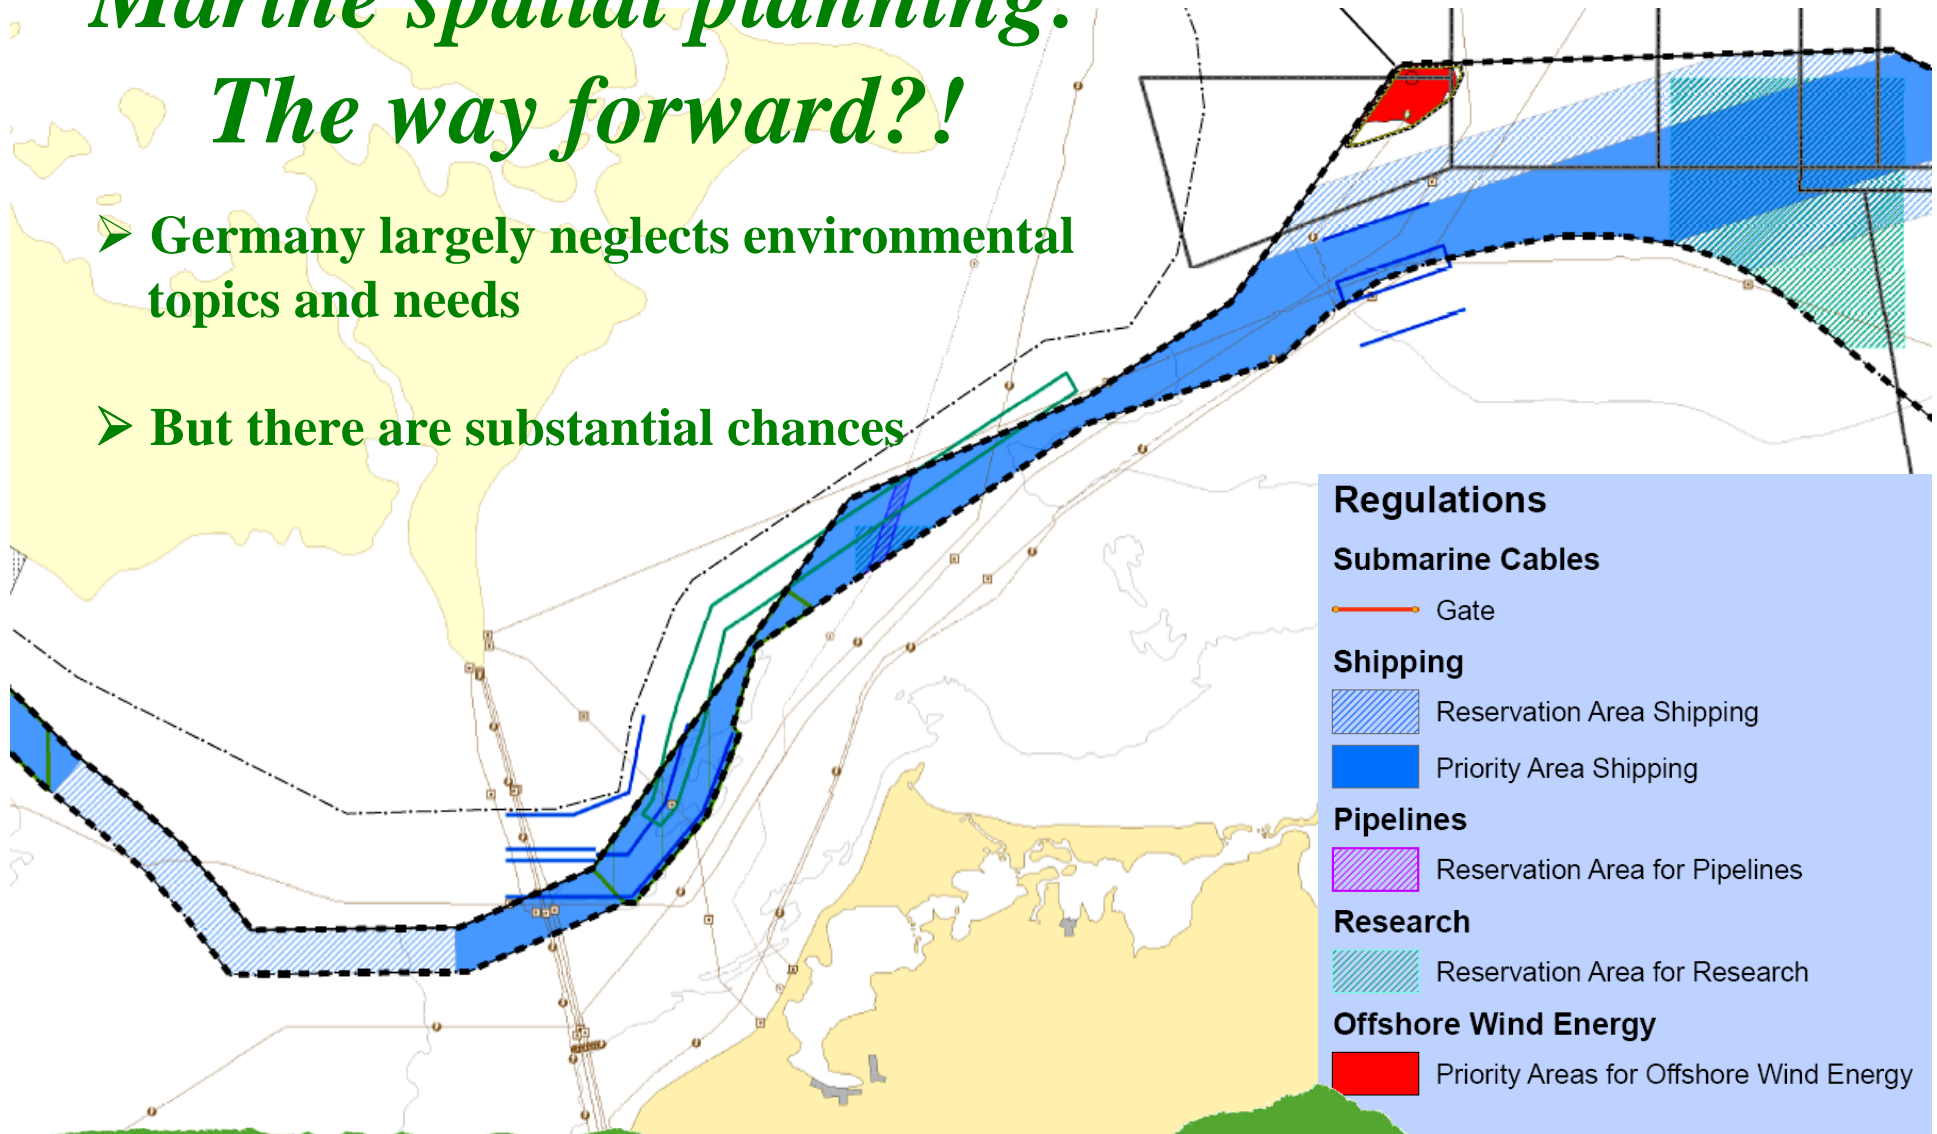 Marine spatial planning:
The way forward?!
➢ Germany largely neglects environmental
topics and needs
➢ But there are substantial chances
Regulations
Submarine Cables
Gate
Shipping
Reservation Area Shipping
Priority Area Shipping
Pipelines
Reservation Area for Pipelines
Research
Reservation Area for Research
Offshore Wind Energy
Priority Areas for Offshore Wind Energy